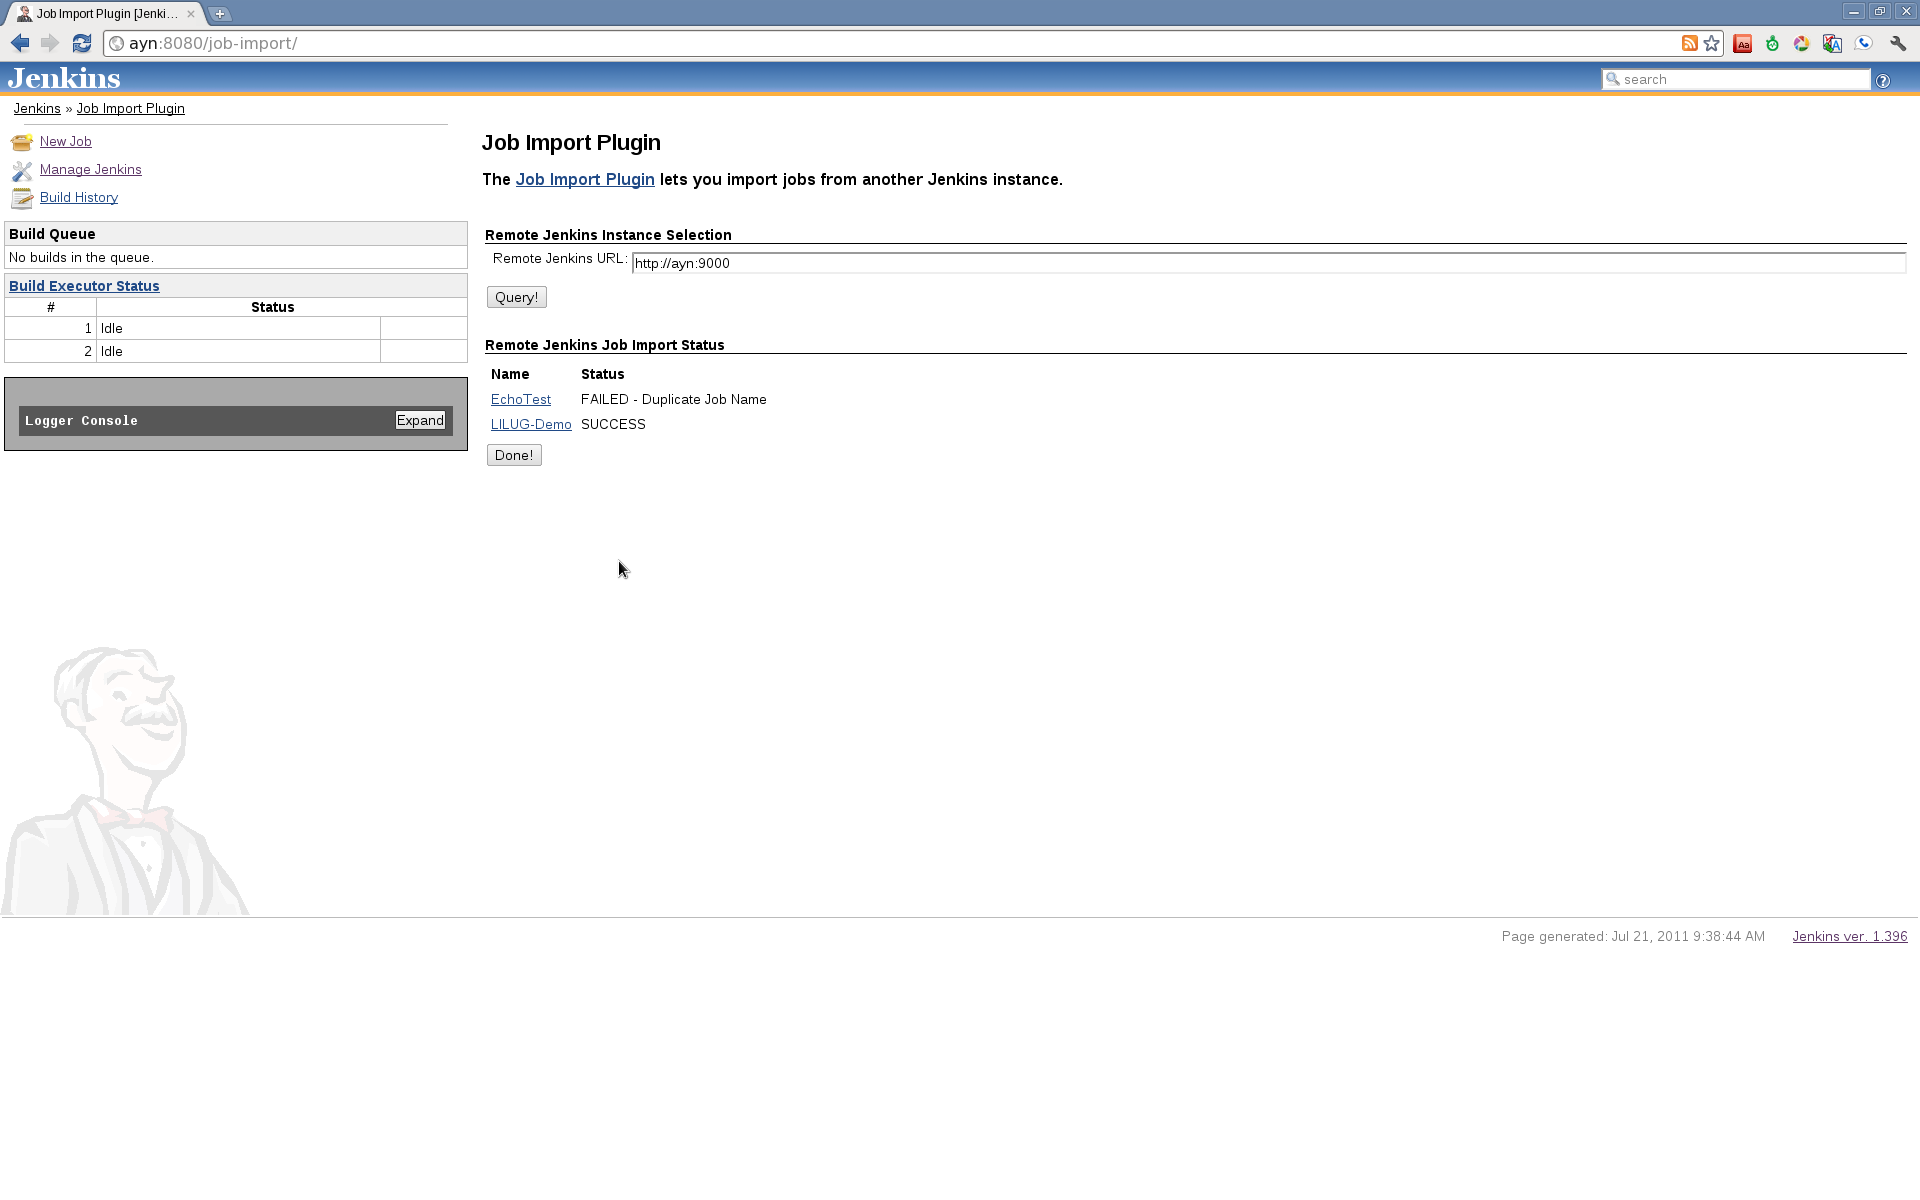 Job Import Plugin [Jenki...
ayn:8080/job-import/
Jenkins
search
Jenkins » Job Import Plugin
New Job
Manage Jenkins
Build History
Build Queue
No builds in the queue.
Build Executor Status
# Status
1 Idle
2 Idle
Logger Console Expand
Job Import Plugin
The Job Import Plugin lets you import jobs from another Jenkins instance.
Remote Jenkins Instance Selection
Remote Jenkins URL: http://ayn:9000
Query!
Remote Jenkins Job Import Status
Name Status
EchoTest FAILED - Duplicate Job Name
LILUG-Demo SUCCESS
Done!
Page generated: Jul 21, 2011 9:38:44 AM Jenkins ver. 1.396